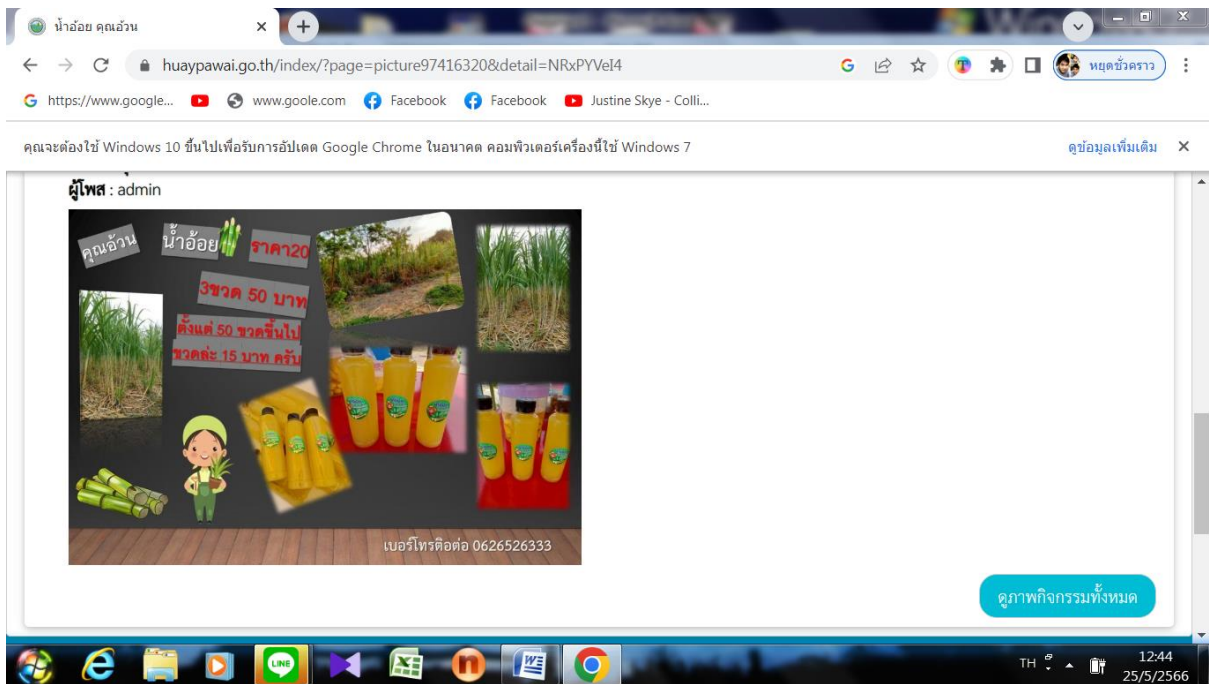 น้ำอ้อย คุณอ้วน
huaypawai.go.th/index/?page=picture97416320&detail=NRxPYVeI4
หยุดชั่วคราว
https://www.google...
www.goole.com
Facebook
Facebook
Justine Skye - Colli...
คุณจะต้องใช้ Windows 10 ขึ้นไปเพื่อรับการอัปเดต Google Chrome ในอนาคต คอมพิวเตอร์เครื่องนี้ใช้ Windows 7
ดูข้อมูลเพิ่มเติม
ผู้โพส : admin
คุณอ้วน
น้ำอ้อย
ราคา20
3ขวด 50 บาท
ตั้งแต่ 50 ขวดขึ้นไป
ขวดล่ะ 15 บาท ครับ
เบอร์โทรติอต่อ 0626526333
ดูภาพกิจกรรมทั้งหมด
LINE
TH
12:44
25/5/2566